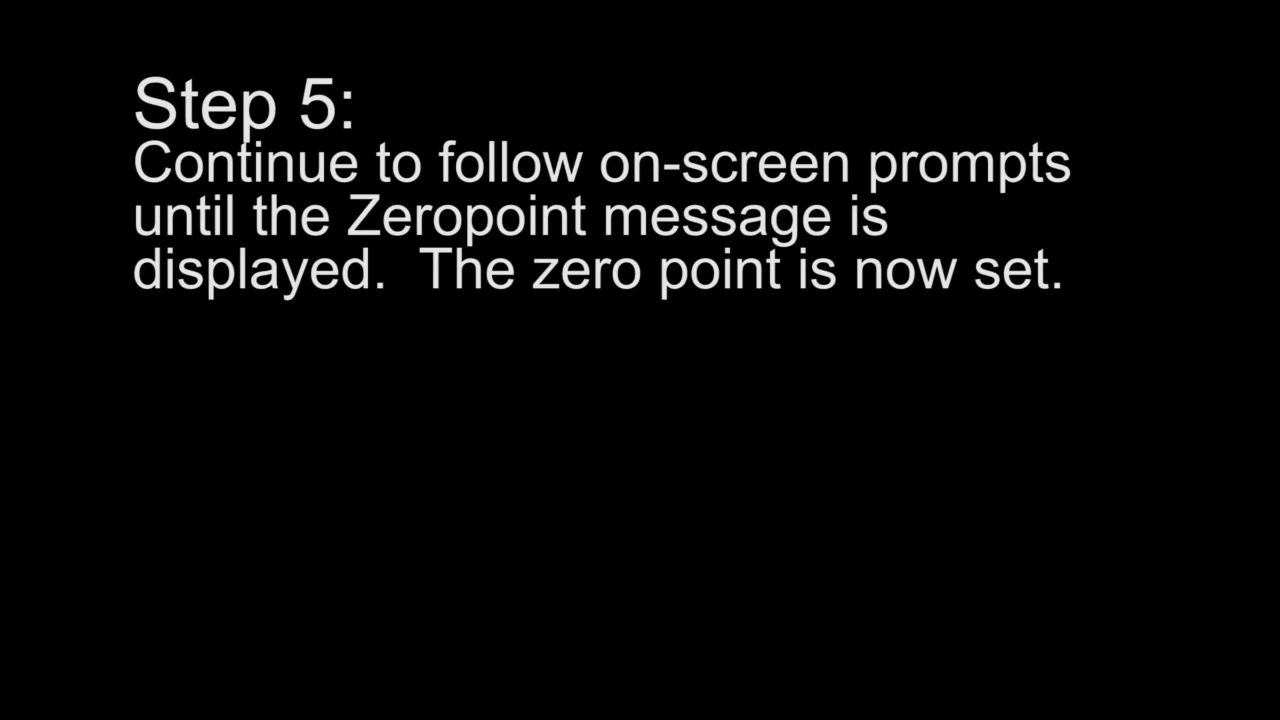 Step 5:
Continue to follow on-screen prompts
until the Zeropoint message is
displayed.  The zero point is now set.